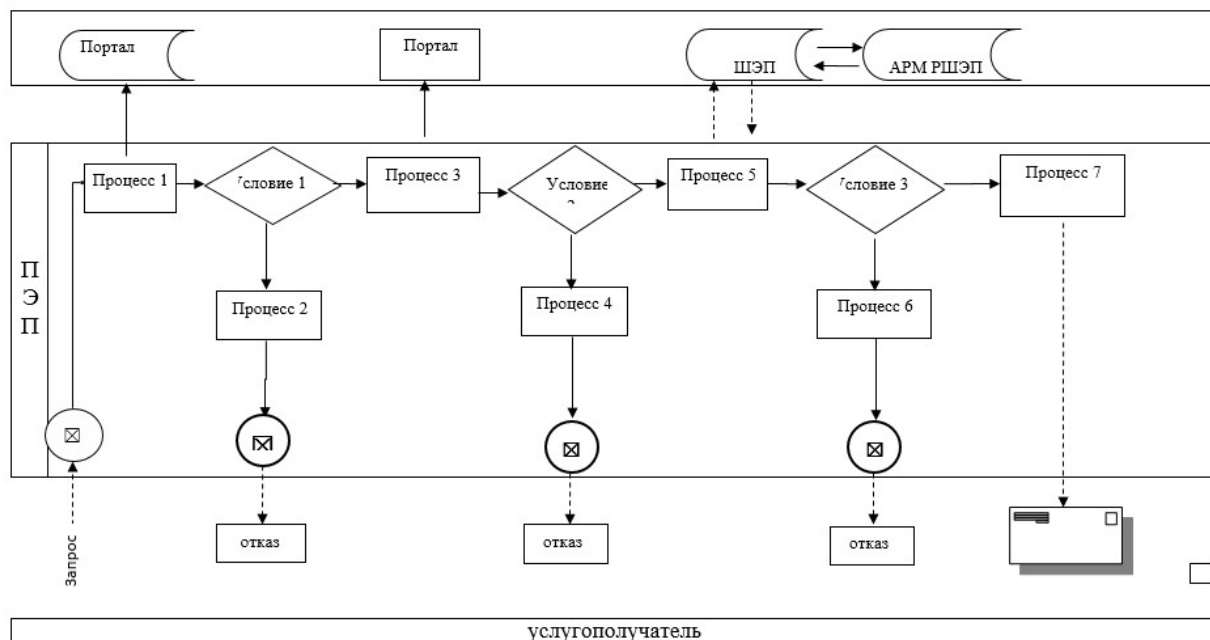 Портал
Портал
ШЭП
АРМ РШЭП
Процесс 1
Условие 1
Процесс 3
Условие
Процесс 5
Условие 3
Процесс 7
ПЭП
Процесс 2
Процесс 4
Процесс 6
Запрос
отказ
отказ
отказ
услугополучатель